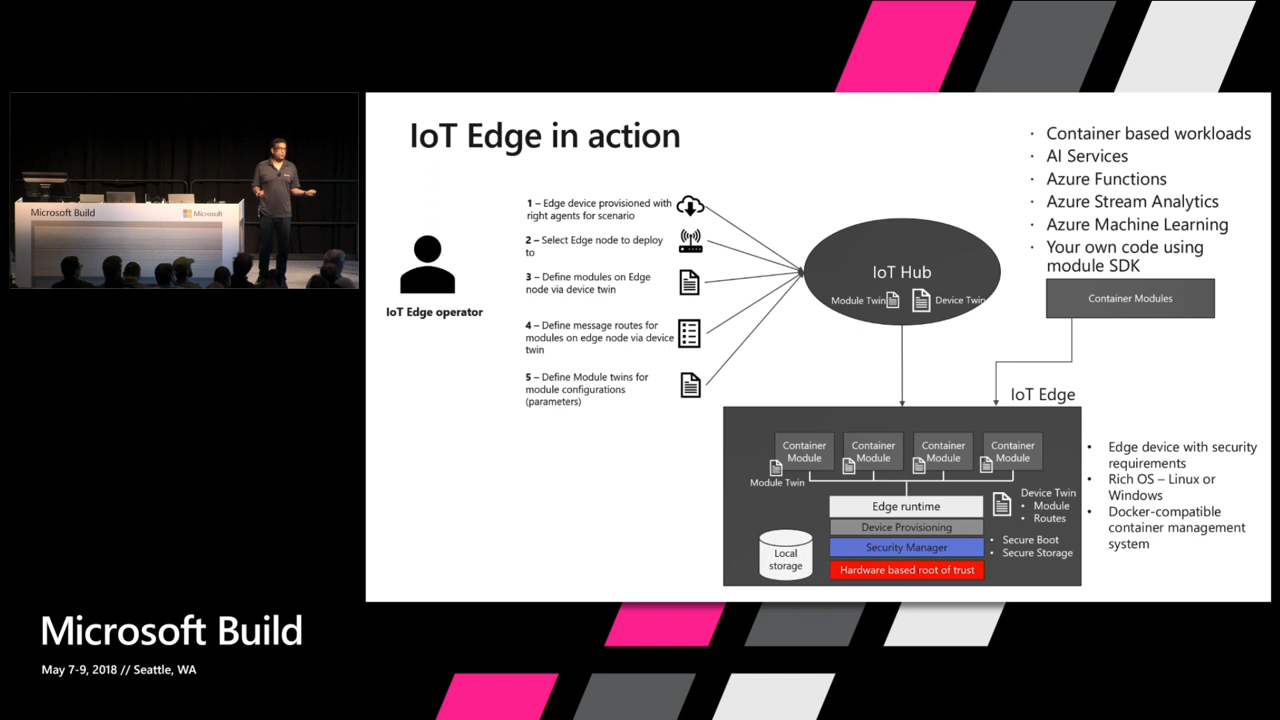 Microsoft Build
Microsoft
IoT Edge in action
IoT Edge operator
1 – Edge device provisioned with
right agents for scenario
2 – Select Edge node to deploy
to
3 – Define modules on Edge
node via device twin
4 – Define message routes for
modules on edge node via device
twin
5 – Define Module twins for
module configurations
(parameters)
IoT Hub
Module Twin
Device Twin
· Container based workloads
· AI Services
· Azure Functions
· Azure Stream Analytics
· Azure Machine Learning
· Your own code using
module SDK
Container Modules
IoT Edge
Container
Module
Container
Module
Container
Module
Container
Module
Module Twin
Edge runtime
Device Provisioning
Security Manager
Hardware based root of trust
Local
storage
Device Twin
• Module
• Routes
• Secure Boot
• Secure Storage
• Edge device with security
requirements
• Rich OS – Linux or
Windows
• Docker-compatible
container management
system
Microsoft Build
May 7-9, 2018 // Seattle, WA